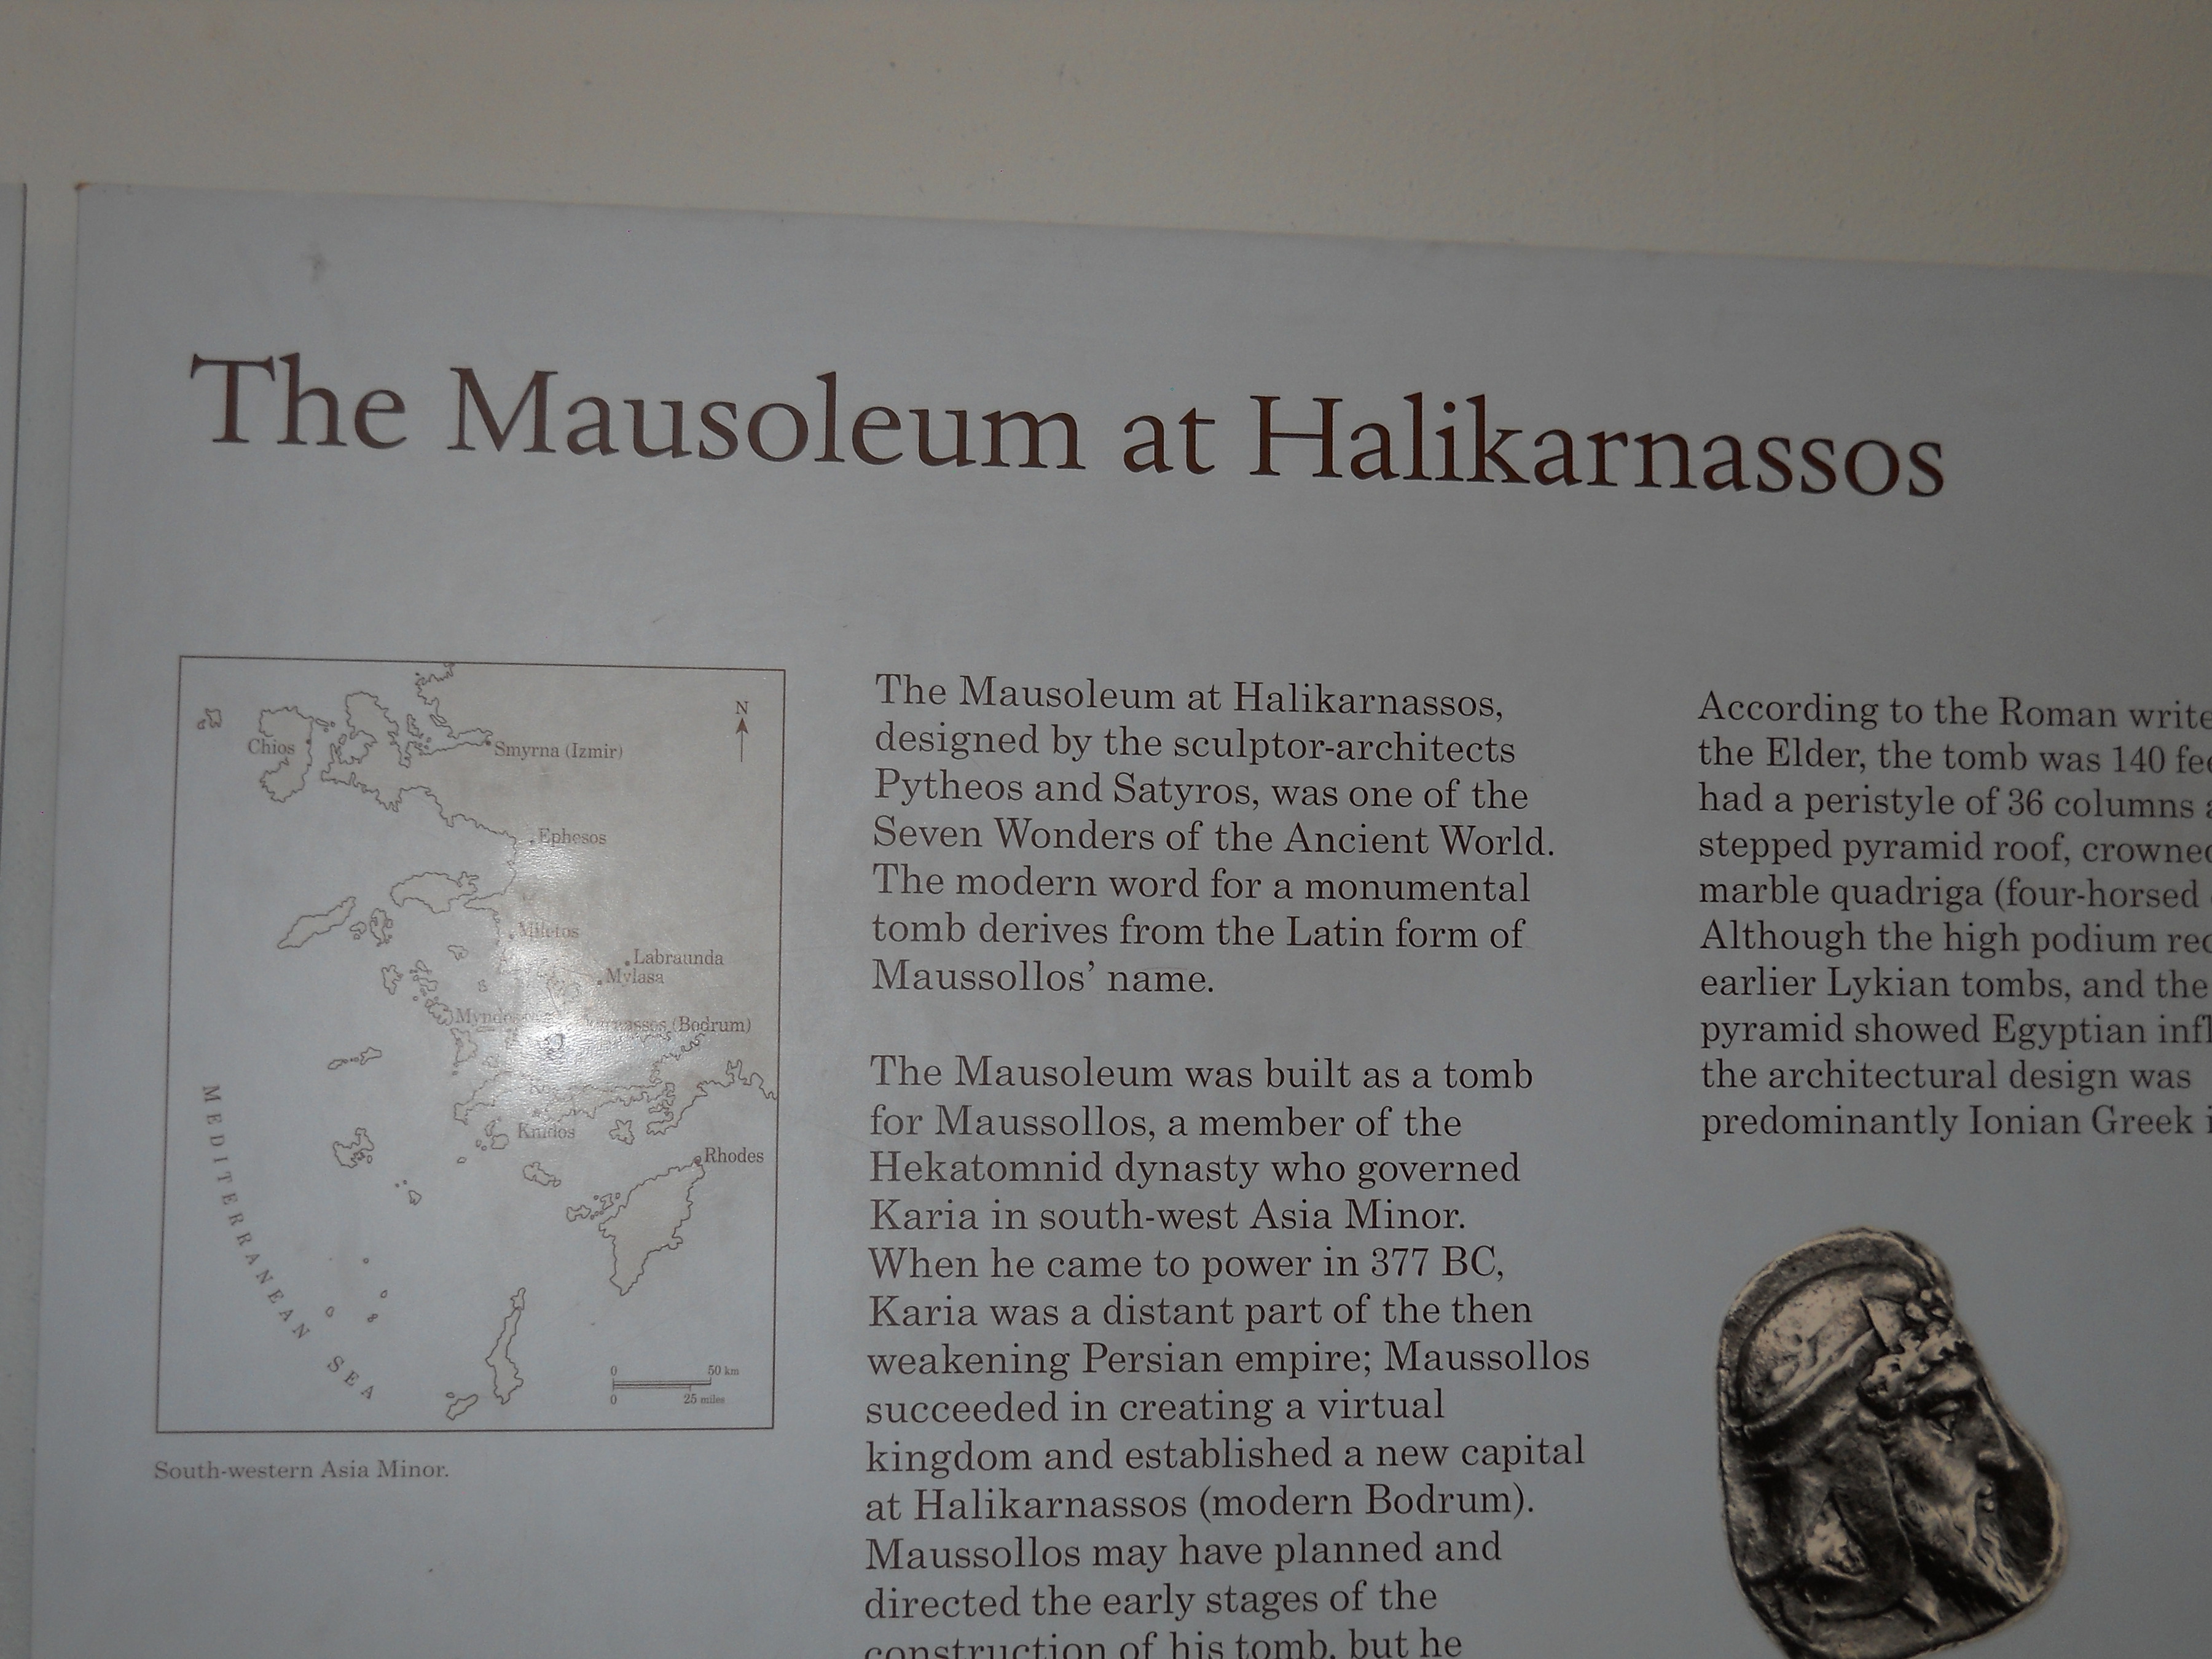 The Mausoleum at Halikarnassos
N
Chios
Smyrna (Izmir)
Ephesos
Miletos
Labraunda
Mylasa
Myndos
(Bodrum)
Knidos
Rhodes
MEDITERRANEAN SEA
0 50 km
0 25 miles
South-western Asia Minor.
The Mausoleum at Halikarnassos,
designed by the sculptor-architects
Pytheos and Satyros, was one of the
Seven Wonders of the Ancient World.
The modern word for a monumental
tomb derives from the Latin form of
Maussollos’ name.
The Mausoleum was built as a tomb
for Maussollos, a member of the
Hekatomnid dynasty who governed
Karia in south-west Asia Minor.
When he came to power in 377 BC,
Karia was a distant part of the then
weakening Persian empire; Maussollos
succeeded in creating a virtual
kingdom and established a new capital
at Halikarnassos (modern Bodrum).
Maussollos may have planned and
directed the early stages of the
construction of his tomb, but he
According to the Roman
the Elder, the tomb was 140
had a peristyle of 36 columns
stepped pyramid roof,
marble quadriga (four-horsed
Although the high podium
earlier Lykian tombs, and the
pyramid showed Egyptian
the architectural design was
predominantly Ionian Greek